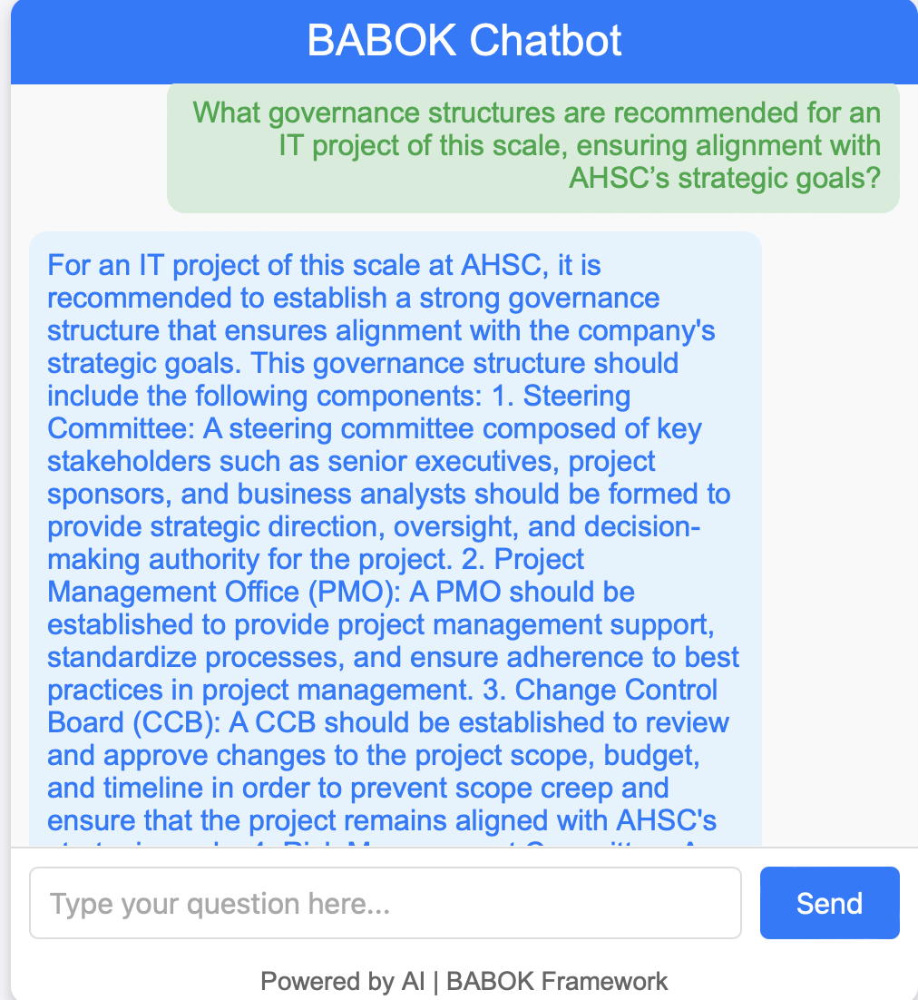 BABOK Chatbot
What governance structures are recommended for an
IT project of this scale, ensuring alignment with
AHSC’s strategic goals?
For an IT project of this scale at AHSC, it is
recommended to establish a strong governance
structure that ensures alignment with the company's
strategic goals. This governance structure should
include the following components: 1. Steering
Committee: A steering committee composed of key
stakeholders such as senior executives, project
sponsors, and business analysts should be formed to
provide strategic direction, oversight, and decision-
making authority for the project. 2. Project
Management Office (PMO): A PMO should be
established to provide project management support,
standardize processes, and ensure adherence to best
practices in project management. 3. Change Control
Board (CCB): A CCB should be established to review
and approve changes to the project scope, budget,
and timeline in order to prevent scope creep and
ensure that the project remains aligned with AHSC's
Type your question here...
Send
Powered by AI | BABOK Framework